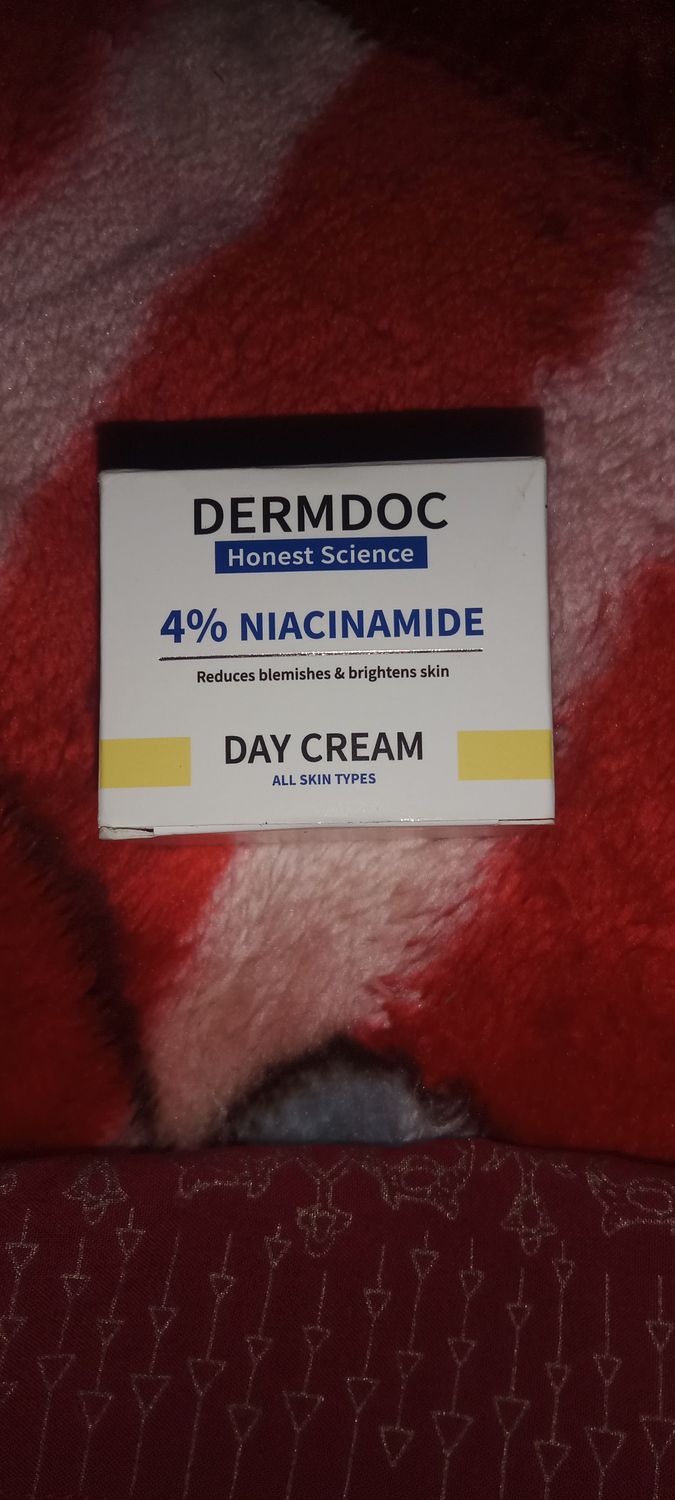 DERMDOC
Honest Science
4% NIACINAMIDE
Reduces blemishes & brightens skin
DAY CREAM
ALL SKIN TYPES